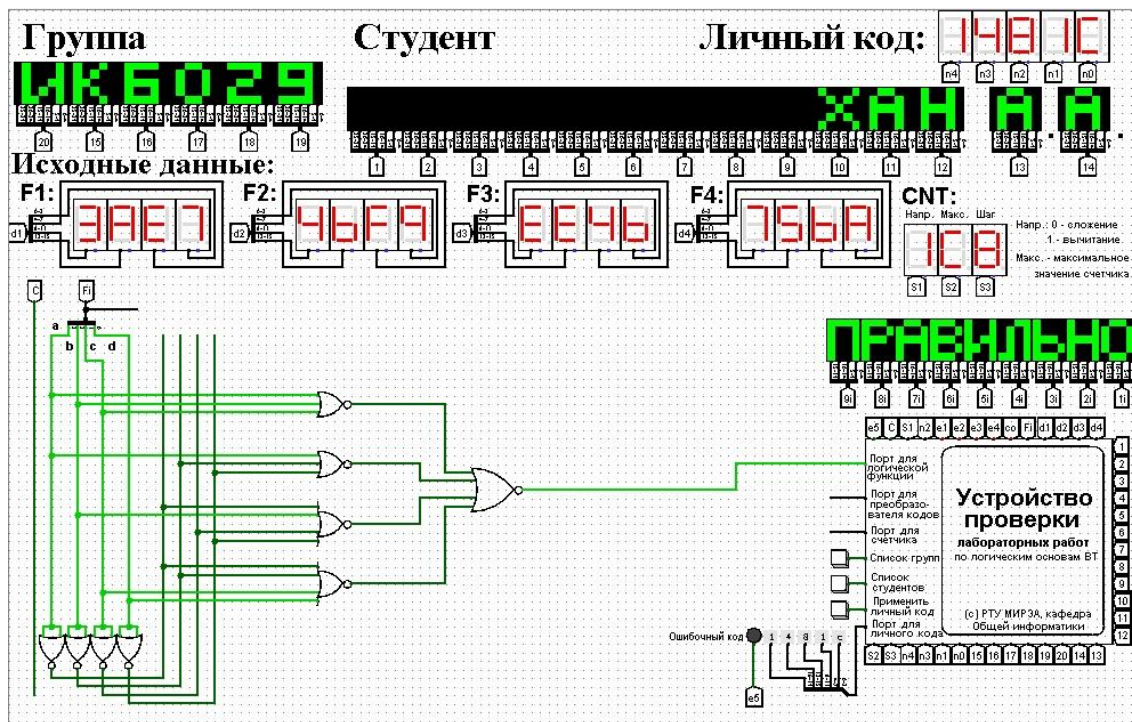 Группа Студент Личный код: 1481C
n4 n3 n2 n1 n0
ИК6029 ХАН А.А.
20 15 16 17 18 19 1 2 3 4 5 6 7 8 9 10 11 12 13 14
Исходные данные:
F1: F2: F3: F4: CNT:
d1 3AE7 d2 4bF9 d3 EE4b d4 756A
Напр. Макс. Шаг
1C8
S1 S2 S3
Напр.: 0 - сложение
1 - вычитание
Макс. - максимальное
значение счетчика
C Fi
a
b c d
ПРАВИЛЬНО
9i 8i 7i 6i 5i 4i 3i 2i 1i
e5 C S1 n2 e1 e2 e3 e4 co Fi d1 d2 d3 d4
Порт для
логической
функции
Порт для
преобразо-
вателя кодов
Порт для
счетчика
Список групп
Список
студентов
Применить
личный код
Порт для
личного кода
Устройство
проверки
лабораторных работ
по логическим основам ВТ
(с) РТУ МИРЭА, кафедра
Общей информатики
1
2
3
4
5
6
7
8
9
10
11
12
Ошибочный код 1 4 8 1 c
e5
S2 S3 n4 n3 n1 n0 15 16 17 18 19 20 14 13